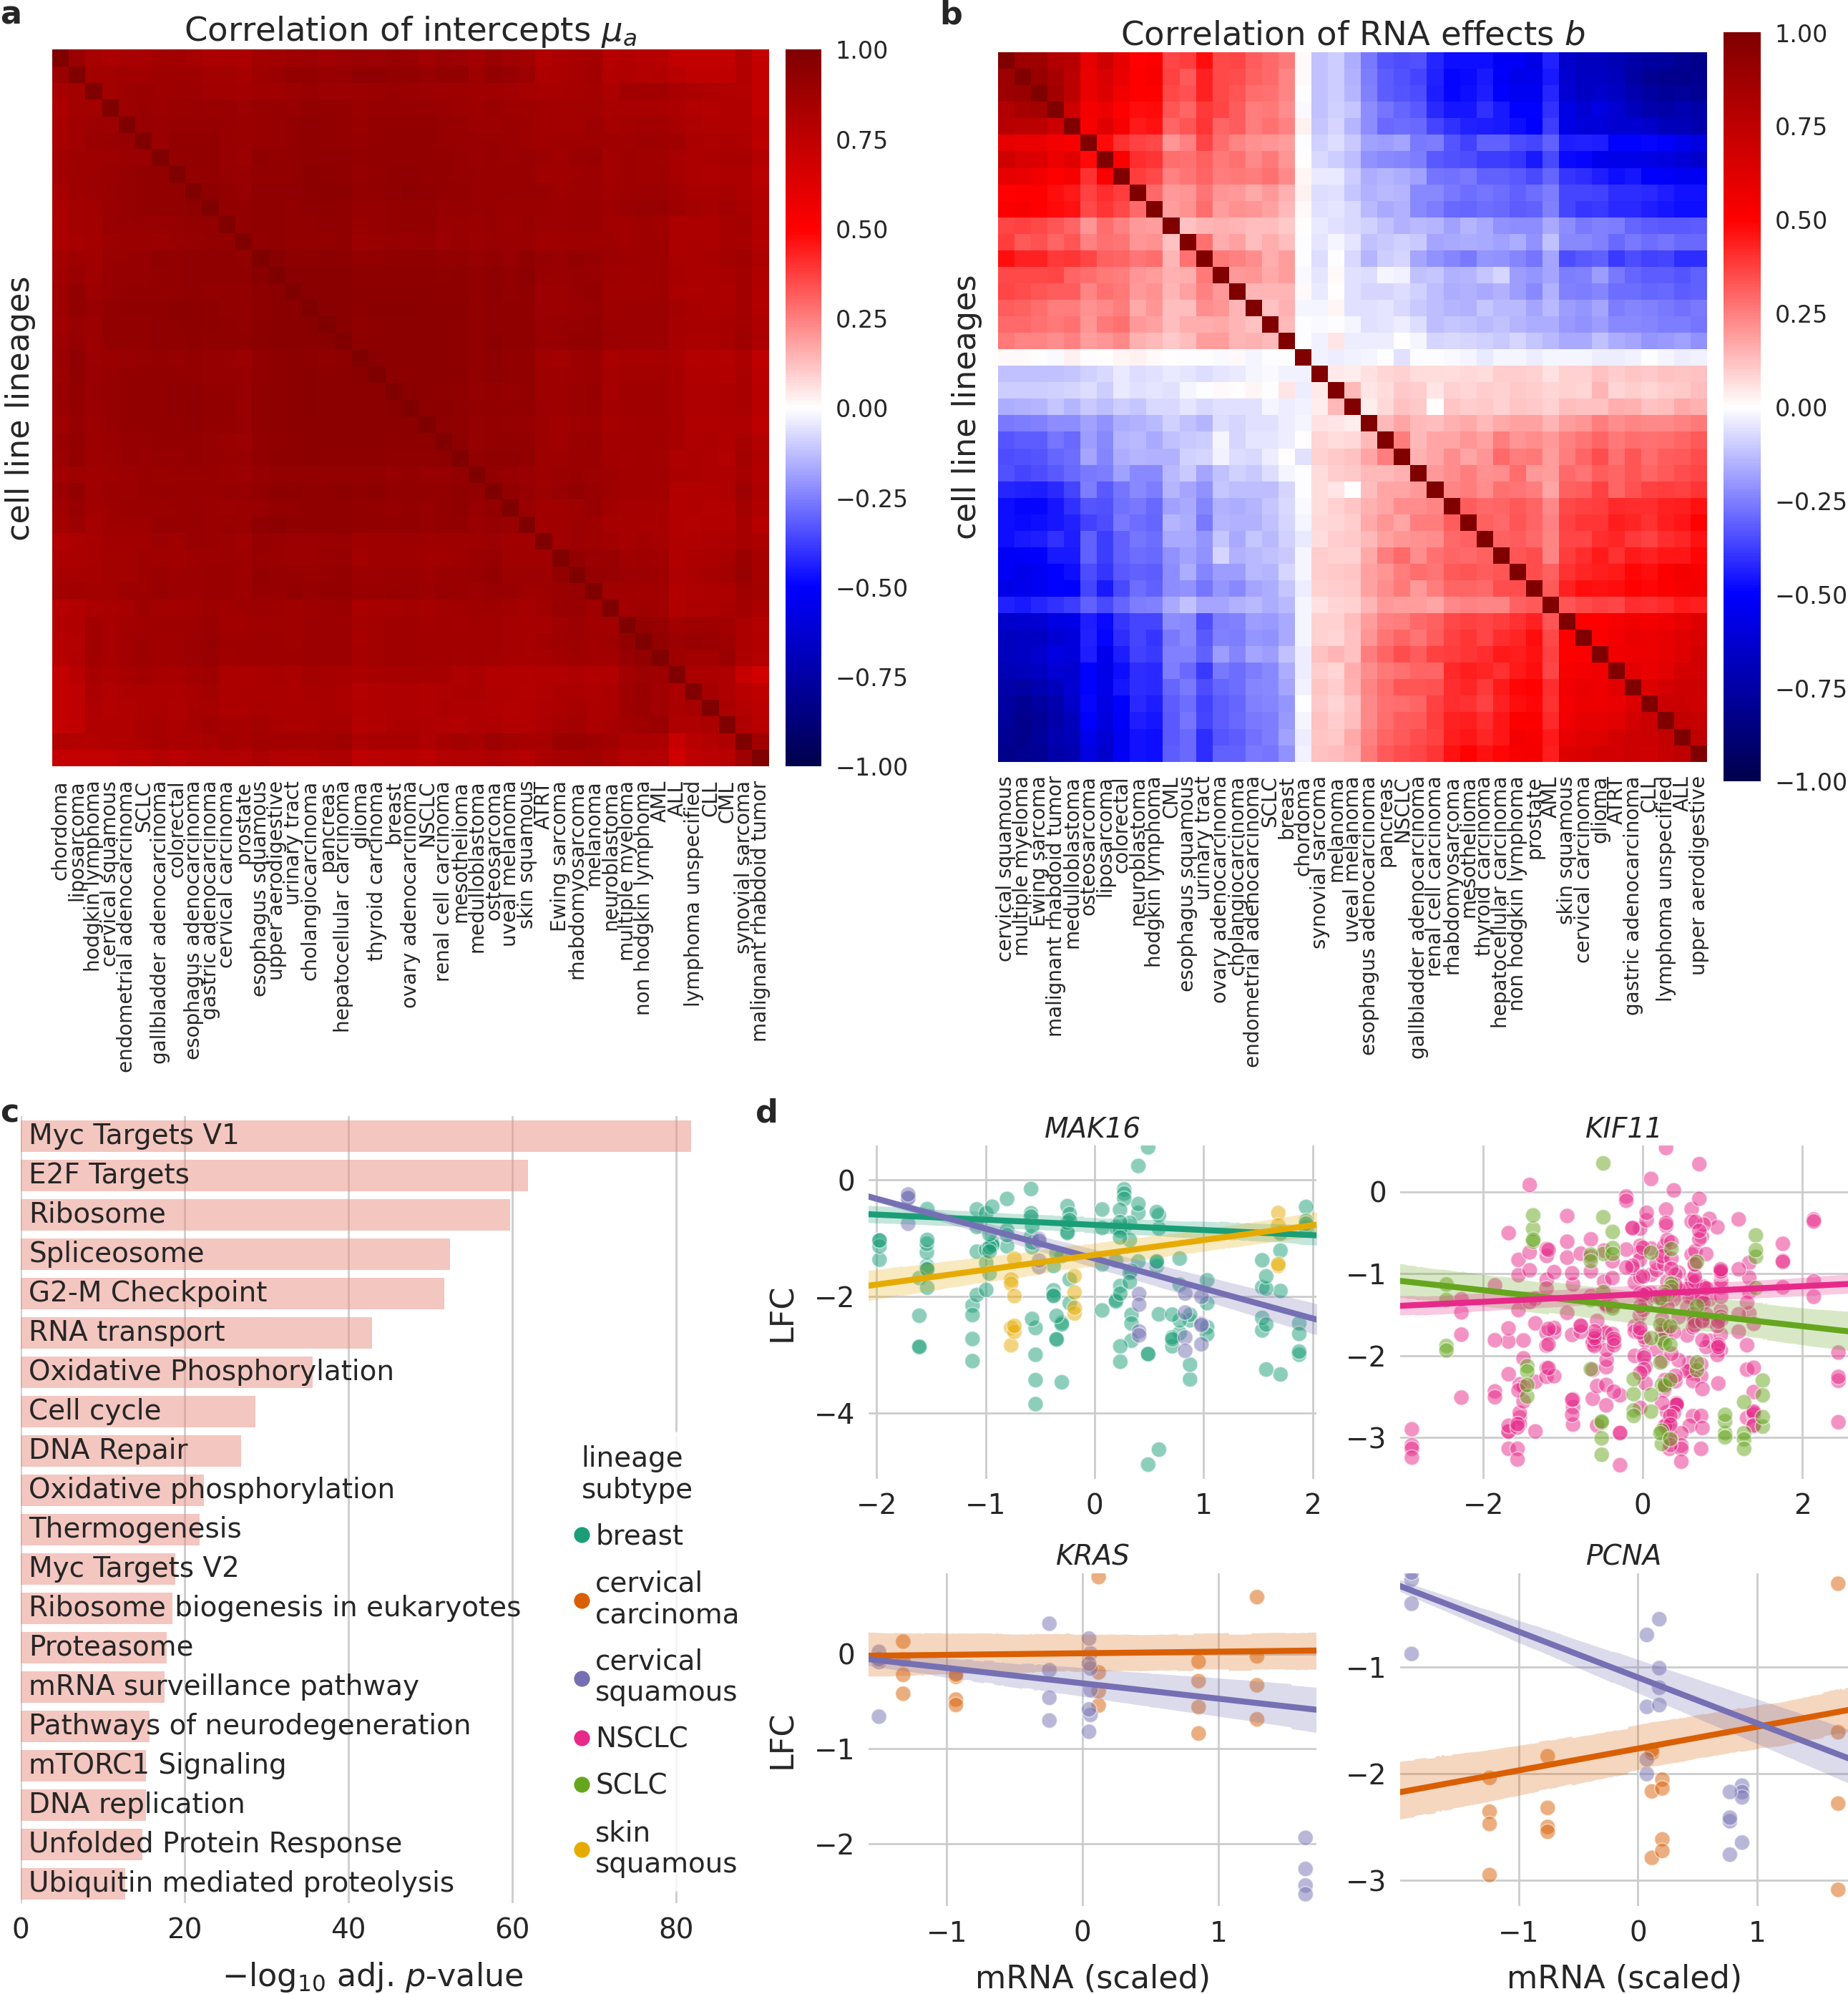 a
Correlation of intercepts μa
cell line lineages
1.00
0.75
0.50
0.25
0.00
−0.25
−0.50
−0.75
−1.00
chordoma
liposarcoma
hodgkin lymphoma
cervical squamous
endometrial adenocarcinoma
SCLC
gallbladder adenocarcinoma
colorectal
esophagus adenocarcinoma
gastric adenocarcinoma
cervical carcinoma
prostate
esophagus squamous
upper aerodigestive
urinary tract
cholangiocarcinoma
pancreas
hepatocellular carcinoma
glioma
thyroid carcinoma
breast
ovary adenocarcinoma
NSCLC
renal cell carcinoma
mesothelioma
medulloblastoma
osteosarcoma
uveal melanoma
skin squamous
ATRT
Ewing sarcoma
rhabdomyosarcoma
melanoma
neuroblastoma
multiple myeloma
non hodgkin lymphoma
AML
ALL
lymphoma unspecified
CLL
CML
synovial sarcoma
malignant rhabdoid tumor
b
Correlation of RNA effects b
cell line lineages
1.00
0.75
0.50
0.25
0.00
−0.25
−0.50
−0.75
−1.00
cervical squamous
multiple myeloma
Ewing sarcoma
malignant rhabdoid tumor
medulloblastoma
osteosarcoma
liposarcoma
colorectal
neuroblastoma
hodgkin lymphoma
CML
esophagus squamous
urinary tract
ovary adenocarcinoma
cholangiocarcinoma
endometrial adenocarcinoma
SCLC
breast
chordoma
synovial sarcoma
melanoma
uveal melanoma
esophagus adenocarcinoma
pancreas
NSCLC
gallbladder adenocarcinoma
renal cell carcinoma
rhabdomyosarcoma
mesothelioma
thyroid carcinoma
hepatocellular carcinoma
non hodgkin lymphoma
prostate
AML
skin squamous
cervical carcinoma
glioma
ATRT
gastric adenocarcinoma
CLL
lymphoma unspecified
ALL
upper aerodigestive
c
Myc Targets V1
E2F Targets
Ribosome
Spliceosome
G2-M Checkpoint
RNA transport
Oxidative Phosphorylation
Cell cycle
DNA Repair
Oxidative phosphorylation
Thermogenesis
Myc Targets V2
Ribosome biogenesis in eukaryotes
Proteasome
mRNA surveillance pathway
Pathways of neurodegeneration
mTORC1 Signaling
DNA replication
Unfolded Protein Response
Ubiquitin mediated proteolysis
0 20 40 60 80
−log10 adj. p-value
lineage
subtype
breast
cervical
carcinoma
cervical
squamous
NSCLC
SCLC
skin
squamous
d
MAK16
LFC
0
−2
−4
−2 −1 0 1 2
KIF11
0
−1
−2
−3
−2 0 2
KRAS
LFC
0
−1
−2
−1 0 1
mRNA (scaled)
PCNA
−1
−2
−3
−1 0 1
mRNA (scaled)